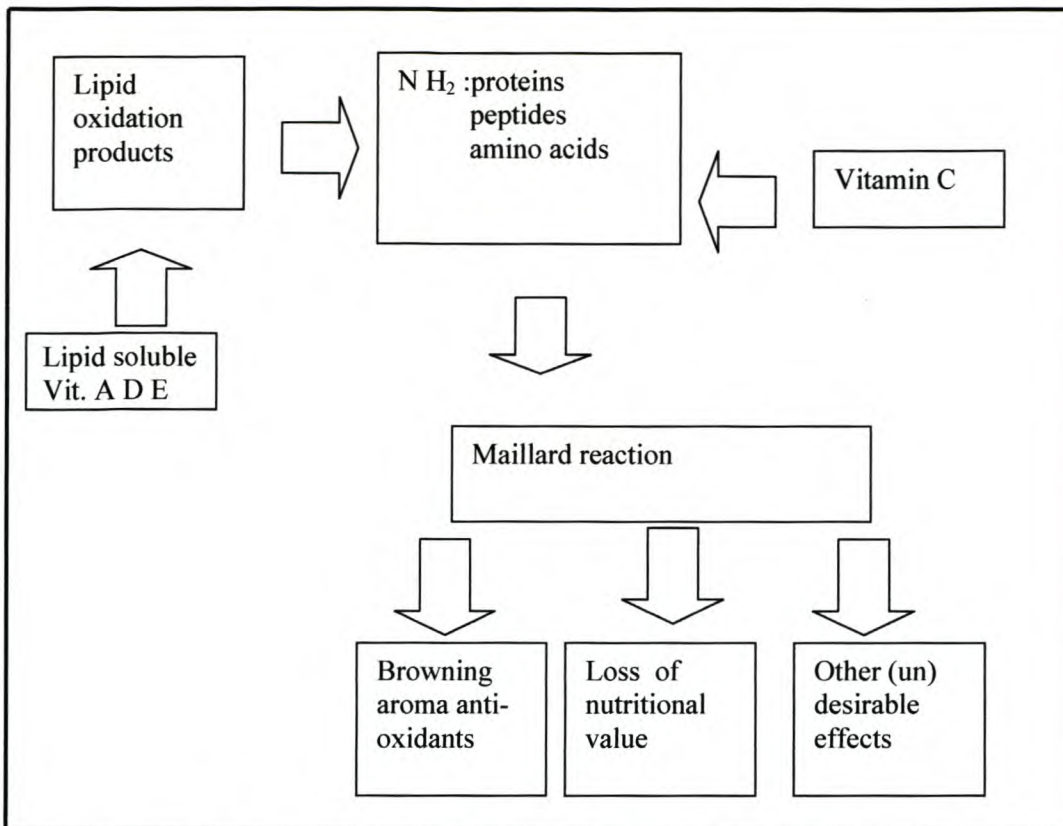 Lipid
oxidation
products
N H₂ :proteins
peptides
amino acids
Vitamin C
Lipid soluble
Vit. A D E
Maillard reaction
Browning
aroma anti-
oxidants
Loss of
nutritional
value
Other (un)
desirable
effects